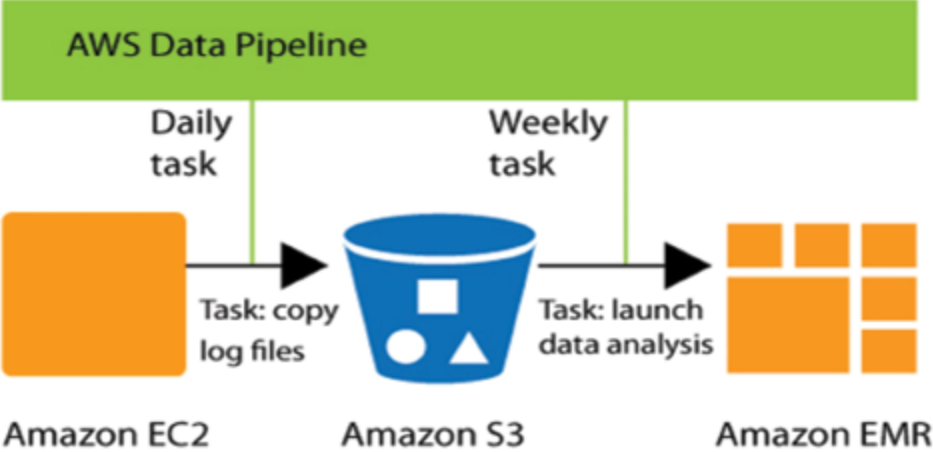 AWS Data Pipeline
Daily
task
Weekly
task
Task: copy
log files
Task: launch
data analysis
Amazon EC2
Amazon S3
Amazon EMR